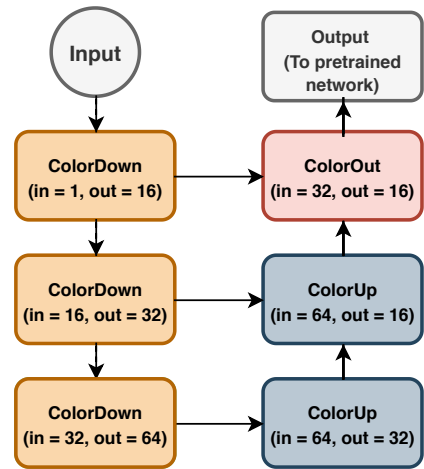 Input
Output
(To pretrained
network)
ColorDown
(in = 1, out = 16)
ColorOut
(in = 32, out = 16)
ColorDown
(in = 16, out = 32)
ColorUp
(in = 64, out = 16)
ColorDown
(in = 32, out = 64)
ColorUp
(in = 64, out = 32)